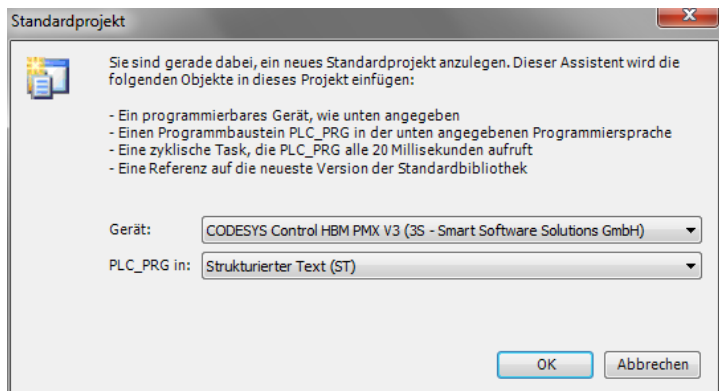 Standardprojekt
Sie sind gerade dabei, ein neues Standardprojekt anzulegen. Dieser Assistent wird die
folgenden Objekte in dieses Projekt einfügen:
- Ein programmierbares Gerät, wie unten angegeben
- Einen Programmbaustein PLC_PRG in der unten angegebenen Programmiersprache
- Eine zyklische Task, die PLC_PRG alle 20 Millisekunden aufruft
- Eine Referenz auf die neueste Version der Standardbibliothek
Gerät: CODESYS Control HBM PMX V3 (3S - Smart Software Solutions GmbH)
PLC_PRG in: Strukturierter Text (ST)
OK Abbrechen